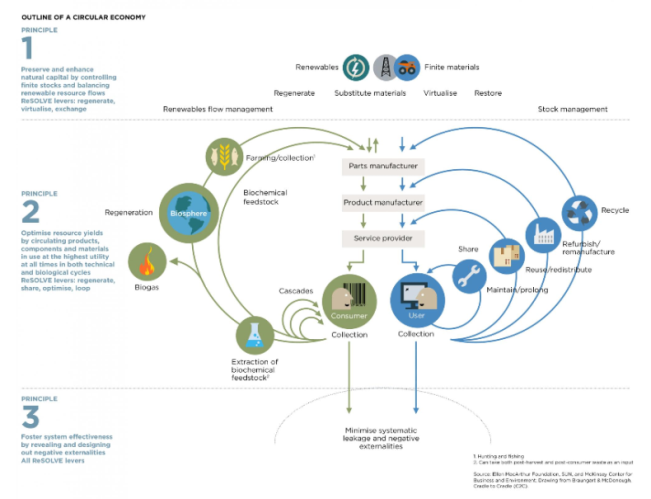 OUTLINE OF A CIRCULAR ECONOMY
PRINCIPLE
1
Preserve and enhance
natural capital by controlling
finite stocks and balancing
renewable resource flows
ReSOLVE levers: regenerate,
virtualise, exchange
Renewables
Finite materials
Regenerate
Substitute materials
Virtualise
Restore
Renewables flow management
Stock management
PRINCIPLE
2
Optimise resource yields
by circulating products,
components and materials
in use at the highest utility
at all times in both technical
and biological cycles
ReSOLVE levers: regenerate,
share, optimise, loop
Farming/collection¹
Biochemical
feedstock
Regeneration
Biosphere
Biogas
Cascades
Extraction of
biochemical
feedstock²
Parts manufacturer
Product manufacturer
Service provider
Consumer
Collection
User
Collection
Share
Maintain/prolong
Reuse/redistribute
Refurbish/
remanufacture
Recycle
PRINCIPLE
3
Foster system effectiveness
by revealing and designing
out negative externalities
All ReSOLVE levers
Minimise systematic
leakage and negative
externalities
1. Hunting and fishing
2. Can take both post-harvest and post-consumer waste as an input
Source: Ellen MacArthur Foundation, SUN, and McKinsey Center
for Business and Environment; Drawing from Braungart & McDonough,
Cradle to Cradle (C2C).